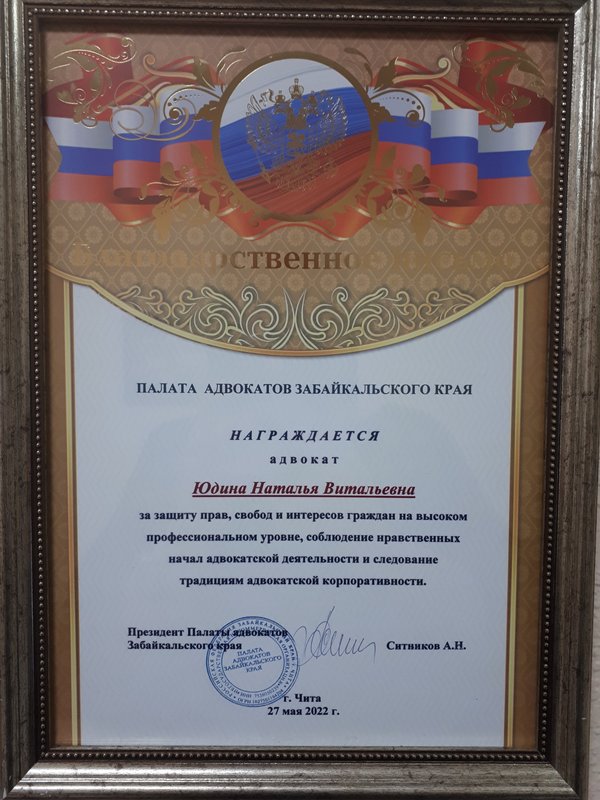 Благодарственное письмо
ПАЛАТА АДВОКАТОВ ЗАБАЙКАЛЬСКОГО КРАЯ
НАГРАЖДАЕТСЯ
адвокат
Юдина Наталья Витальевна
за защиту прав, свобод и интересов граждан на высоком
профессиональном уровне, соблюдение нравственных
начал адвокатской деятельности и следование
традициям адвокатской корпоративности.
Президент Палаты адвокатов
Забайкальского края
Ситников А.Н.
ПАЛАТА
АДВОКАТОВ
ЗАБАЙКАЛЬСКОГО
КРАЯ
г. Чита
27 мая 2022 г.